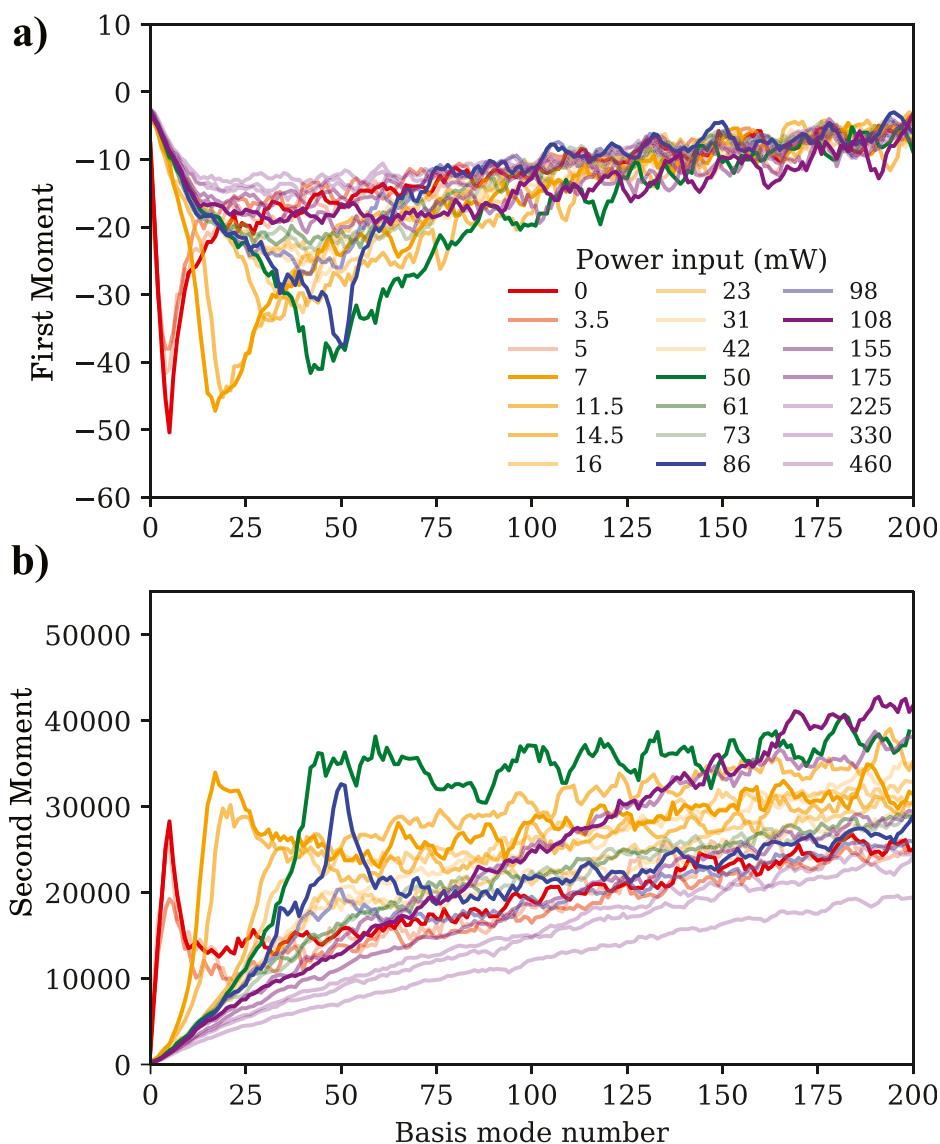 a)
10
0
−10
−20
−30
−40
−50
−60
First Moment
Power input (mW)
0 23 98
3.5 31 108
5 42 155
7 50 175
11.5 61 225
14.5 73 330
16 86 460
0 25 50 75 100 125 150 175 200
b)
50000
40000
30000
20000
10000
0
Second Moment
0 25 50 75 100 125 150 175 200
Basis mode number